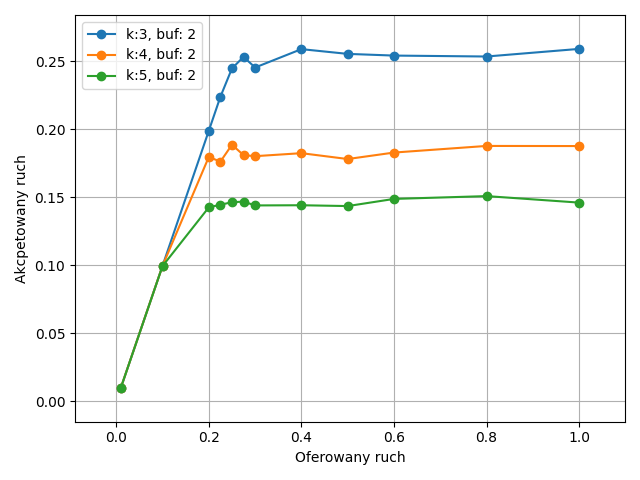 k:3, buf: 2
k:4, buf: 2
k:5, buf: 2
0.25
0.20
0.15
0.10
0.05
0.00
Akcpetowany ruch
0.0 0.2 0.4 0.6 0.8 1.0
Oferowany ruch